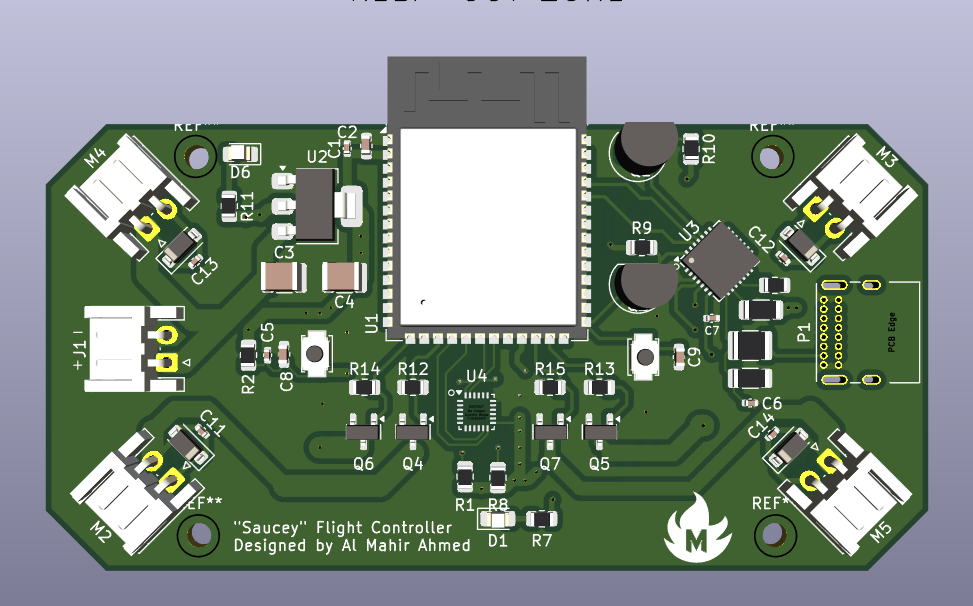 REF**
REF**
M4
M3
C2
C1
U2
D6
R10
R11
R9
U3
C12
C13
C3
C4
U1
C7
P1
PCB Edge
+J1-
C5
R2
C8
C9
R14
R12
U4
R15
R13
C6
C11
C14
Q6
Q4
Q7
Q5
R1
R8
REF**
REF*
M2
M5
D1
R7
"Saucey" Flight Controller
Designed by Al Mahir Ahmed
M